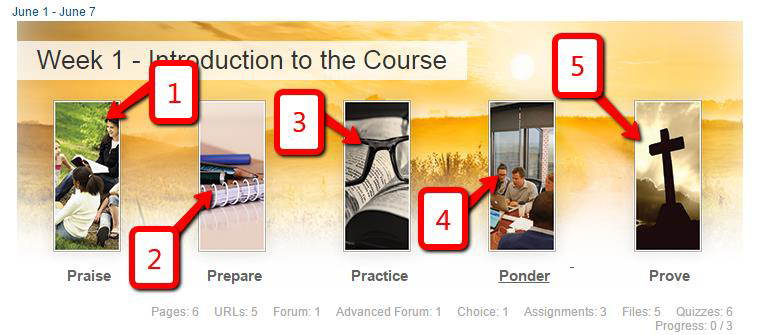 June 1 - June 7
Week 1 - Introduction to the Course
1
2
3
4
5
Praise
Prepare
Practice
Ponder
Prove
Pages: 6 URLs: 5 Forum: 1 Advanced Forum: 1 Choice: 1 Assignments: 3 Files: 5 Quizzes: 6
Progress: 0 / 3